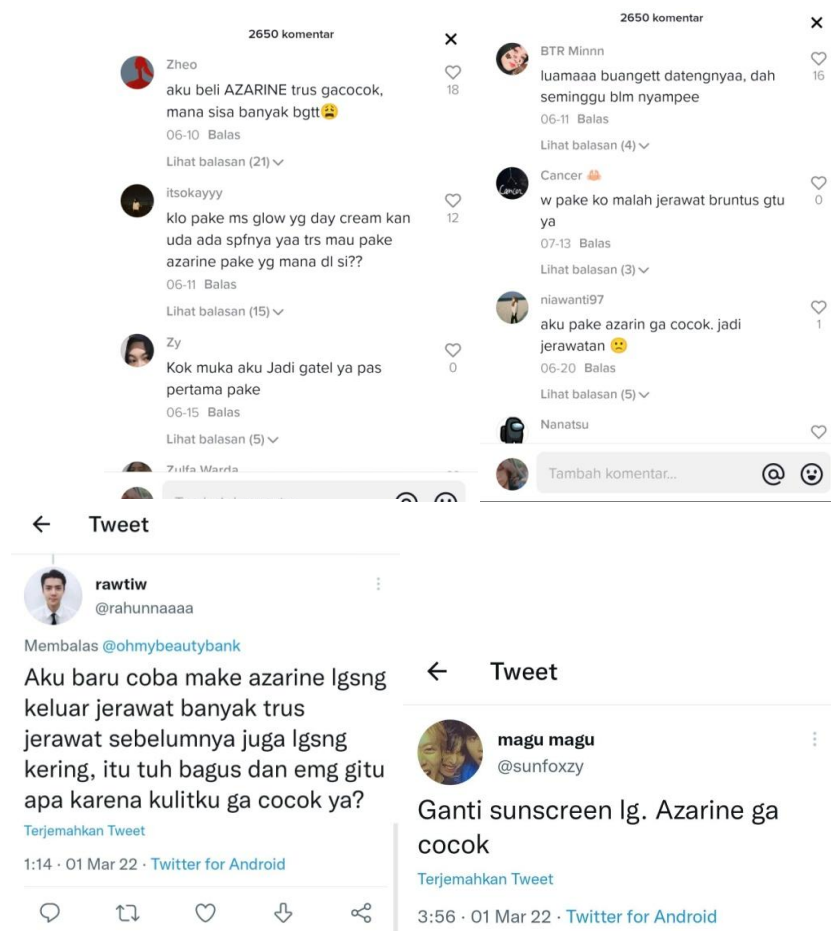 2650 komentar
Zheo
aku beli AZARINE trus gacocok,
mana sisa banyak bgtt😩
18
06-10 Balas
Lihat balasan (21)
itsokayyy
klo pake ms glow yg day cream kan
uda ada spfnya yaa trs mau pake
azarine pake yg mana dl si??
12
06-11 Balas
Lihat balasan (15)
Zy
Kok muka aku Jadi gatel ya pas
pertama pake
0
06-15 Balas
Lihat balasan (5)
Zulfa Warda
2650 komentar
BTR Minnn
luamaaa buangett datengnyaa, dah
seminggu blm nyampee
16
06-11 Balas
Lihat balasan (4)
Cancer 🦀
w pake ko malah jerawat bruntus gtu
ya
0
07-13 Balas
Lihat balasan (3)
niawanti97
aku pake azarin ga cocok. jadi
jerawatan 🙁
1
06-20 Balas
Lihat balasan (5)
Nanatsu
Tambah komentar...
Tweet
rawtiw
@rahunnaaaa
Membalas @ohmybeautybank
Aku baru coba make azarine lgsng
keluar jerawat banyak trus
jerawat sebelumnya juga lgsng
kering, itu tuh bagus dan emg gitu
apa karena kulitku ga cocok ya?
Terjemahkan Tweet
1:14 · 01 Mar 22 · Twitter for Android
Tweet
magu magu
@sunfoxzy
Ganti sunscreen lg. Azarine ga
cocok
Terjemahkan Tweet
3:56 · 01 Mar 22 · Twitter for Android